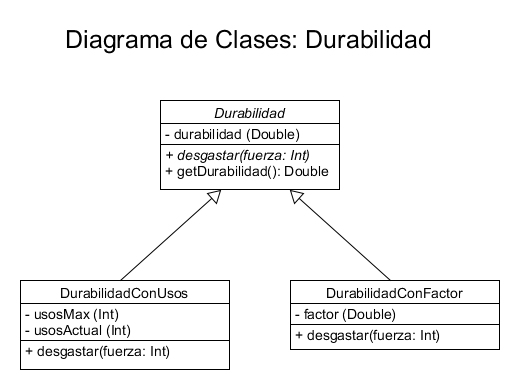 Diagrama de Clases: Durabilidad
Durabilidad
- durabilidad (Double)
+ desgastar(fuerza: Int)
+ getDurabilidad(): Double
DurabilidadConUsos
- usosMax (Int)
- usosActual (Int)
+ desgastar(fuerza: Int)
DurabilidadConFactor
- factor (Double)
+ desgastar(fuerza: Int)